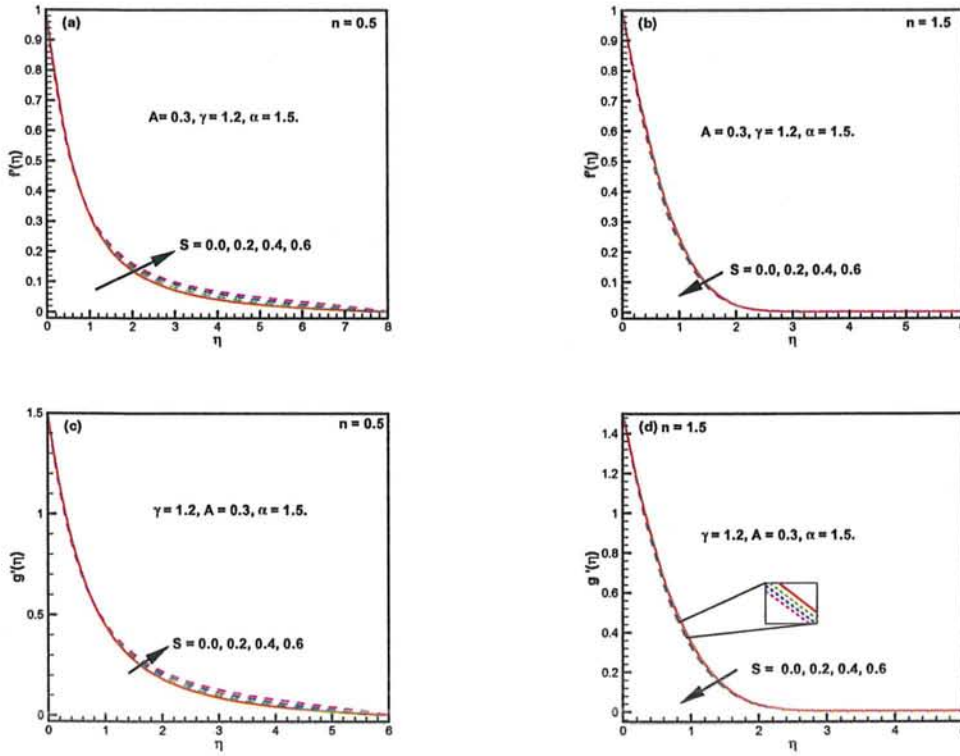 (a)
n = 0.5
1
0.9
0.8
0.7
0.6
0.5
0.4
0.3
0.2
0.1
0
f'(η)
A= 0.3, γ = 1.2, α = 1.5.
S = 0.0, 0.2, 0.4, 0.6
0 1 2 3 4 5 6 7 8
η
(b)
n = 1.5
1
0.9
0.8
0.7
0.6
0.5
0.4
0.3
0.2
0.1
0
f'(η)
A = 0.3, γ = 1.2, α = 1.5.
S = 0.0, 0.2, 0.4, 0.6
0 1 2 3 4 5 6
η
(c)
n = 0.5
1.5
1
0.5
0
g'(η)
γ = 1.2, A = 0.3, α = 1.5.
S = 0.0, 0.2, 0.4, 0.6
0 1 2 3 4 5 6
η
(d) n = 1.5
1.4
1.2
1
0.8
0.6
0.4
0.2
0
g'(η)
γ = 1.2, A = 0.3, α = 1.5.
S = 0.0, 0.2, 0.4, 0.6
0 1 2 3 4 5
η